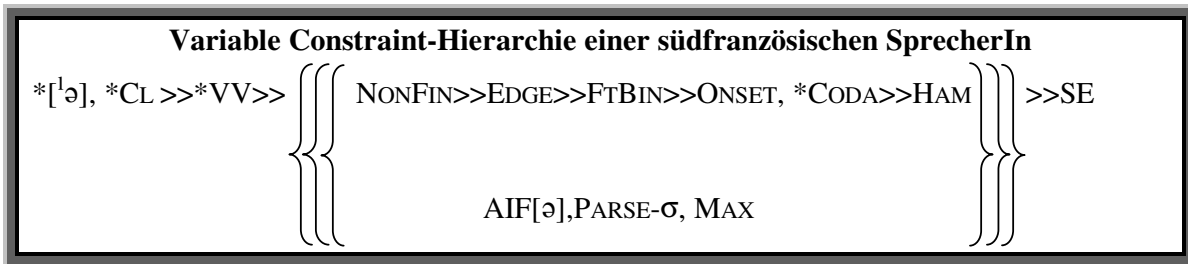 Variable Constraint-Hierarchie einer südfranzösischen SprecherIn
*[ˈə], *CL >>*VV>> {{{ NONFIN>>EDGE>>FTBIN>>ONSET, *CODA>>HAM }}} >>SE
AIF[ə],PARSE-σ, MAX